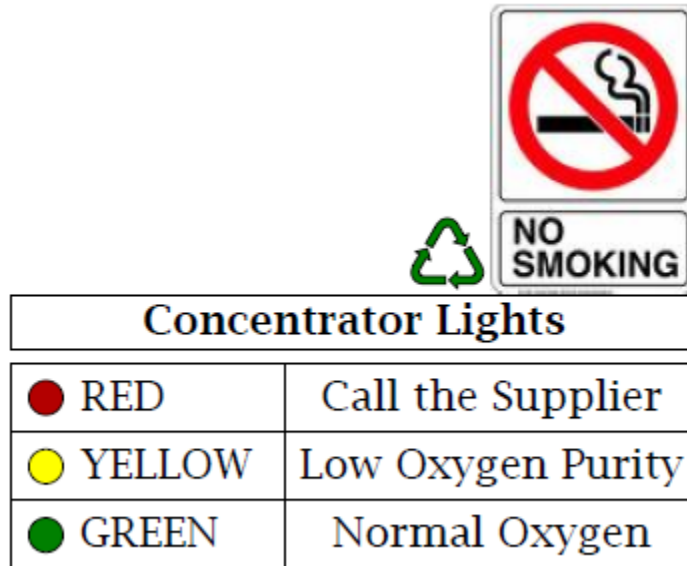 NO
SMOKING
Concentrator Lights
RED Call the Supplier
YELLOW Low Oxygen Purity
GREEN Normal Oxygen